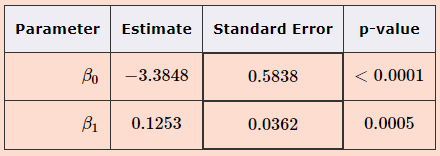 Parameter Estimate Standard Error p-value
β₀ −3.3848 0.5838 < 0.0001
β₁ 0.1253 0.0362 0.0005